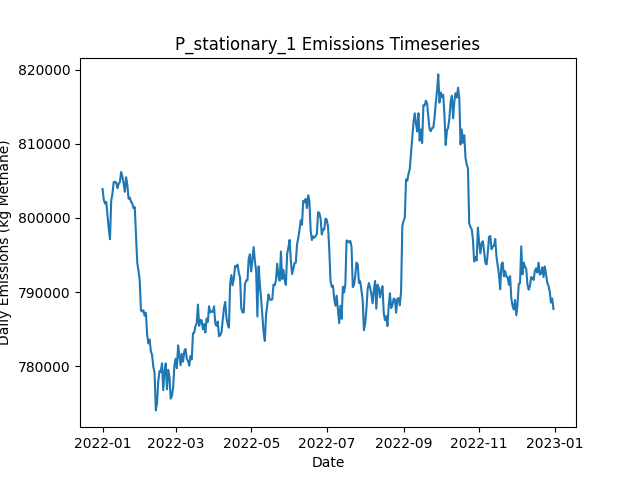 P_stationary_1 Emissions Timeseries
820000
810000
800000
790000
780000
Daily Emissions (kg Methane)
2022-01 2022-03 2022-05 2022-07 2022-09 2022-11 2023-01
Date